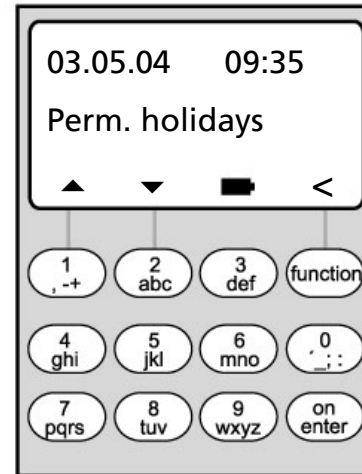 03.05.04 09:35
Perm. holidays
<
1 2 3 function
, -+ abc def
4 5 6 0
ghi jkl mno ´_; :
7 8 9 on
pqrs tuv wxyz enter